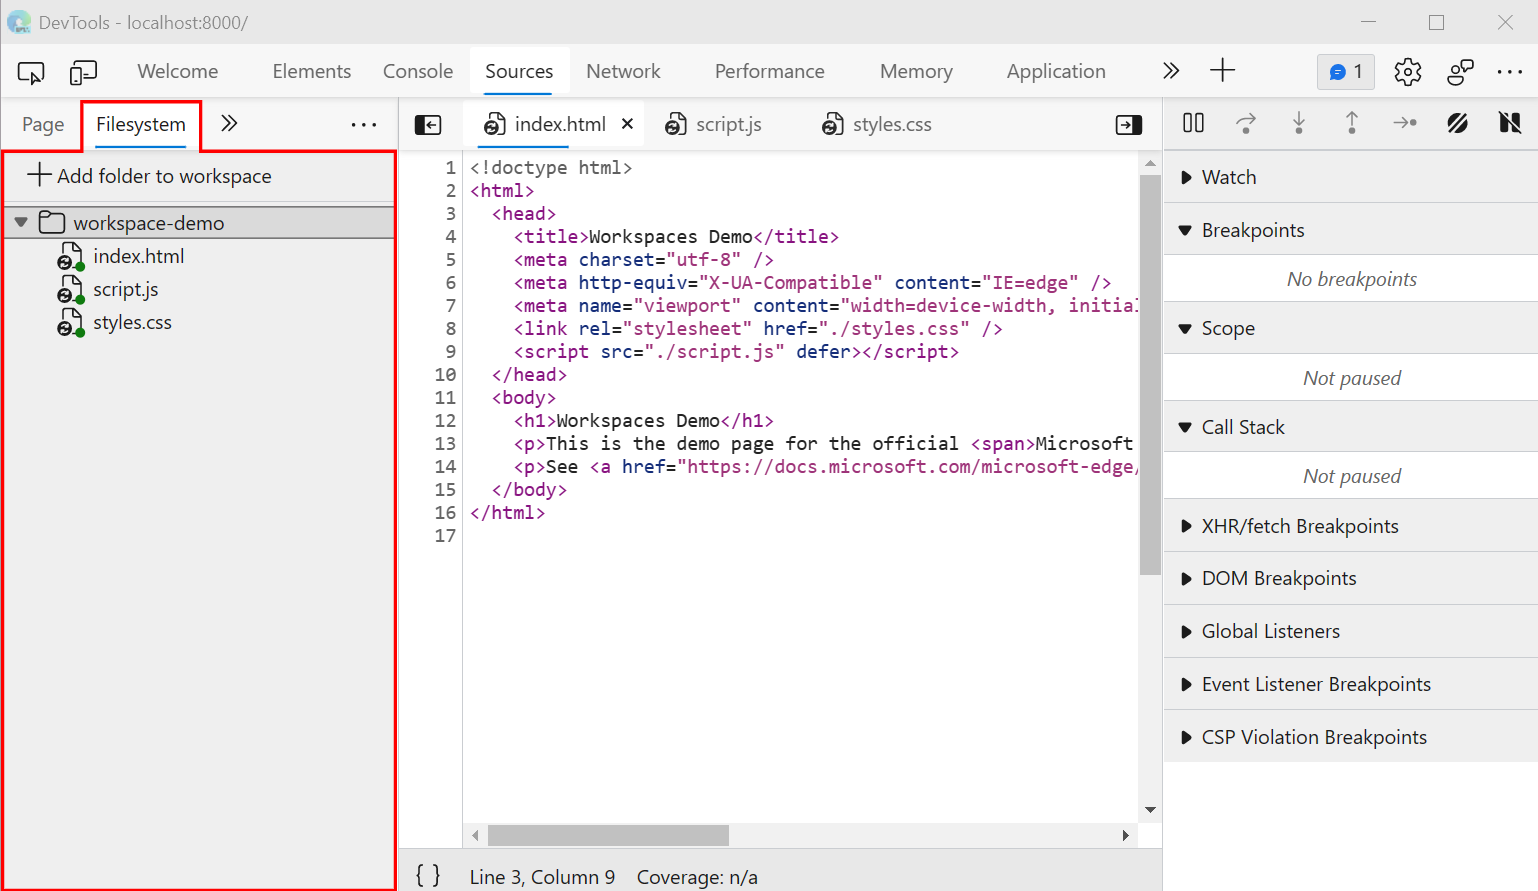 DevTools - localhost:8000/
Welcome Elements Console Sources Network Performance Memory Application 1
Page Filesystem
Add folder to workspace
workspace-demo
index.html
script.js
styles.css
index.html script.js styles.css
1 <!doctype html>
2 <html>
3 <head>
4 <title>Workspaces Demo</title>
5 <meta charset="utf-8" />
6 <meta http-equiv="X-UA-Compatible" content="IE=edge" />
7 <meta name="viewport" content="width=device-width, initial
8 <link rel="stylesheet" href="./styles.css" />
9 <script src="./script.js" defer></script>
10 </head>
11 <body>
12 <h1>Workspaces Demo</h1>
13 <p>This is the demo page for the official <span>Microsoft
14 <p>See <a href="https://docs.microsoft.com/microsoft-edge/
15 </body>
16 </html>
17
{ } Line 3, Column 9 Coverage: n/a
Watch
Breakpoints
No breakpoints
Scope
Not paused
Call Stack
Not paused
XHR/fetch Breakpoints
DOM Breakpoints
Global Listeners
Event Listener Breakpoints
CSP Violation Breakpoints